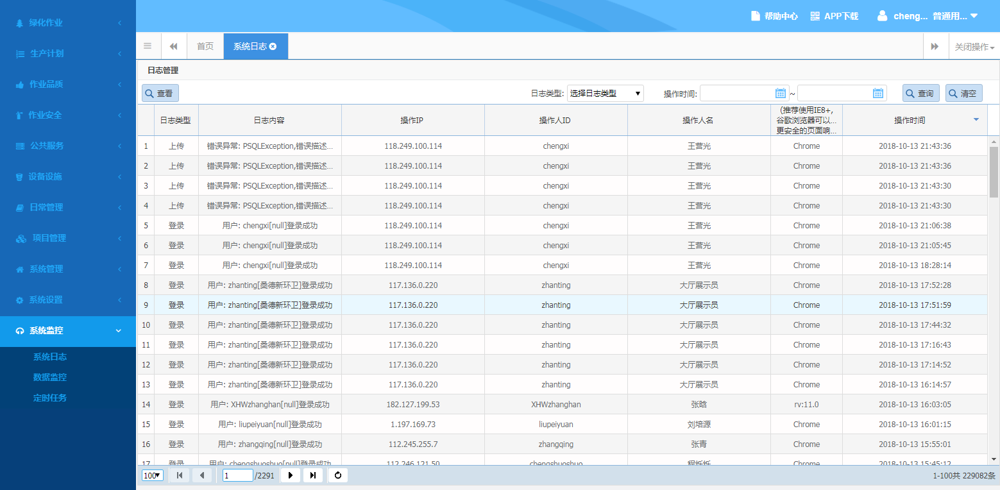 帮助中心 APP下载 cheng... 普通用...
绿化作业
生产计划
作业品质
作业安全
公共服务
设备设施
日常管理
项目管理
系统管理
系统设置
系统监控
系统日志
数据监控
定时任务
首页 系统日志 关闭操作
日志管理
查看 日志类型: 选择日志类型 操作时间: ~ 查询 清空
日志类型 日志内容 操作IP 操作人ID 操作人名 (推荐使用IE8+, 操作时间
谷歌浏览器可以...
更安全的页面响...
1 上传 错误异常: PSQLException,错误描述... 118.249.100.114 chengxi 王营光 Chrome 2018-10-13 21:43:36
2 上传 错误异常: PSQLException,错误描述... 118.249.100.114 chengxi 王营光 Chrome 2018-10-13 21:43:36
3 上传 错误异常: PSQLException,错误描述... 118.249.100.114 chengxi 王营光 Chrome 2018-10-13 21:43:30
4 上传 错误异常: PSQLException,错误描述... 118.249.100.114 chengxi 王营光 Chrome 2018-10-13 21:43:30
5 登录 用户: chengxi[null]登录成功 118.249.100.114 chengxi 王营光 Chrome 2018-10-13 21:06:38
6 登录 用户: chengxi[null]登录成功 118.249.100.114 chengxi 王营光 Chrome 2018-10-13 21:05:45
7 登录 用户: chengxi[null]登录成功 118.249.100.114 chengxi 王营光 Chrome 2018-10-13 18:28:14
8 登录 用户: zhanting[桑德新环卫]登录成功 117.136.0.220 zhanting 大厅展示员 Chrome 2018-10-13 17:52:28
9 登录 用户: zhanting[桑德新环卫]登录成功 117.136.0.220 zhanting 大厅展示员 Chrome 2018-10-13 17:51:59
10 登录 用户: zhanting[桑德新环卫]登录成功 117.136.0.220 zhanting 大厅展示员 Chrome 2018-10-13 17:44:32
11 登录 用户: zhanting[桑德新环卫]登录成功 117.136.0.220 zhanting 大厅展示员 Chrome 2018-10-13 17:16:43
12 登录 用户: zhanting[桑德新环卫]登录成功 117.136.0.220 zhanting 大厅展示员 Chrome 2018-10-13 17:14:52
13 登录 用户: zhanting[桑德新环卫]登录成功 117.136.0.220 zhanting 大厅展示员 Chrome 2018-10-13 16:14:57
14 登录 用户: XHWzhanghan[null]登录成功 182.127.199.53 XHWzhanghan 张晗 rv:11.0 2018-10-13 16:03:05
15 登录 用户: liupeiyuan[null]登录成功 1.197.169.73 liupeiyuan 刘培源 Chrome 2018-10-13 16:01:15
16 登录 用户: zhangqing[null]登录成功 112.245.255.7 zhangqing 张青 Chrome 2018-10-13 15:55:01
17 登录 用户: chengshuoshuo[null]登录成功 112.246.121.50 chengshuoshuo Chrome 2018-10-13 15:45:12
100 1 /2291 1-100共 229082条